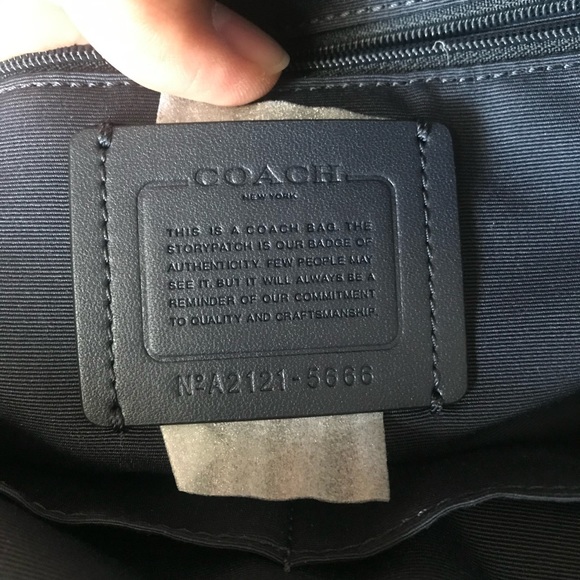 COACH
NEW YORK
THIS IS A COACH BAG. THE
STORYPATCH IS OUR BADGE OF
AUTHENTICITY. FEW PEOPLE MAY
SEE IT. BUT IT WILL ALWAYS BE A
REMINDER OF OUR COMMITMENT
TO QUALITY AND CRAFTSMANSHIP.
NºA2121-5666